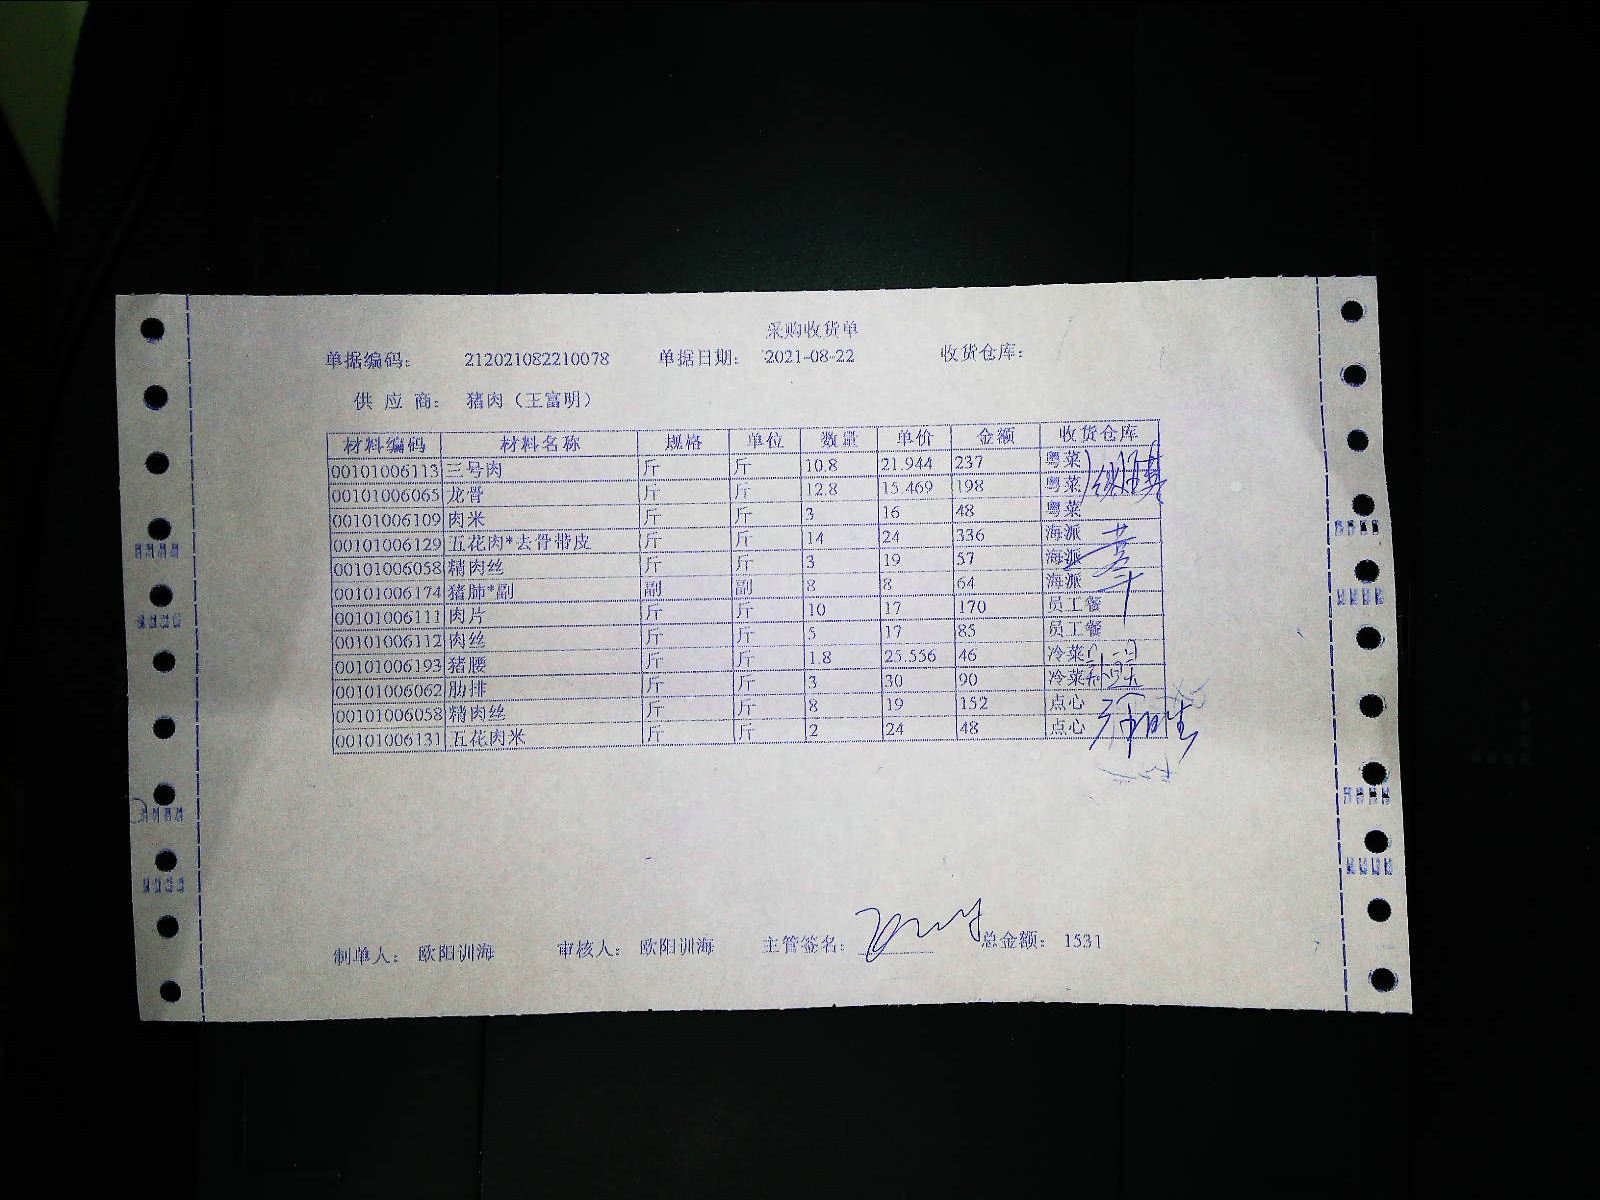 采购收货单
单据编码： 212021082210078 单据日期： 2021-08-22 收货仓库：
供 应 商： 猪肉（王富明）
材料编码 材料名称 规格 单位 数量 单价 金额 收货仓库
00101006113 三号肉 斤 斤 10.8 21.944 237 粤菜
00101006065 龙骨 斤 斤 12.8 15.469 198 粤菜
00101006109 肉米 斤 斤 3 16 48 粤菜
00101006129 五花肉*去骨带皮 斤 斤 14 24 336 海派
00101006058 精肉丝 斤 斤 3 19 57 海派
00101006174 猪肺*副 副 副 8 8 64 海派
00101006111 肉片 斤 斤 10 17 170 员工餐
00101006112 肉丝 斤 斤 5 17 85 员工餐
00101006193 猪腰 斤 斤 1.8 25.556 46 冷菜
00101006062 肋排 斤 斤 3 30 90 冷菜
00101006058 精肉丝 斤 斤 8 19 152 点心
00101006131 五花肉米 斤 斤 2 24 48 点心
制单人： 欧阳训海 审核人： 欧阳训海 主管签名： 总金额： 1531